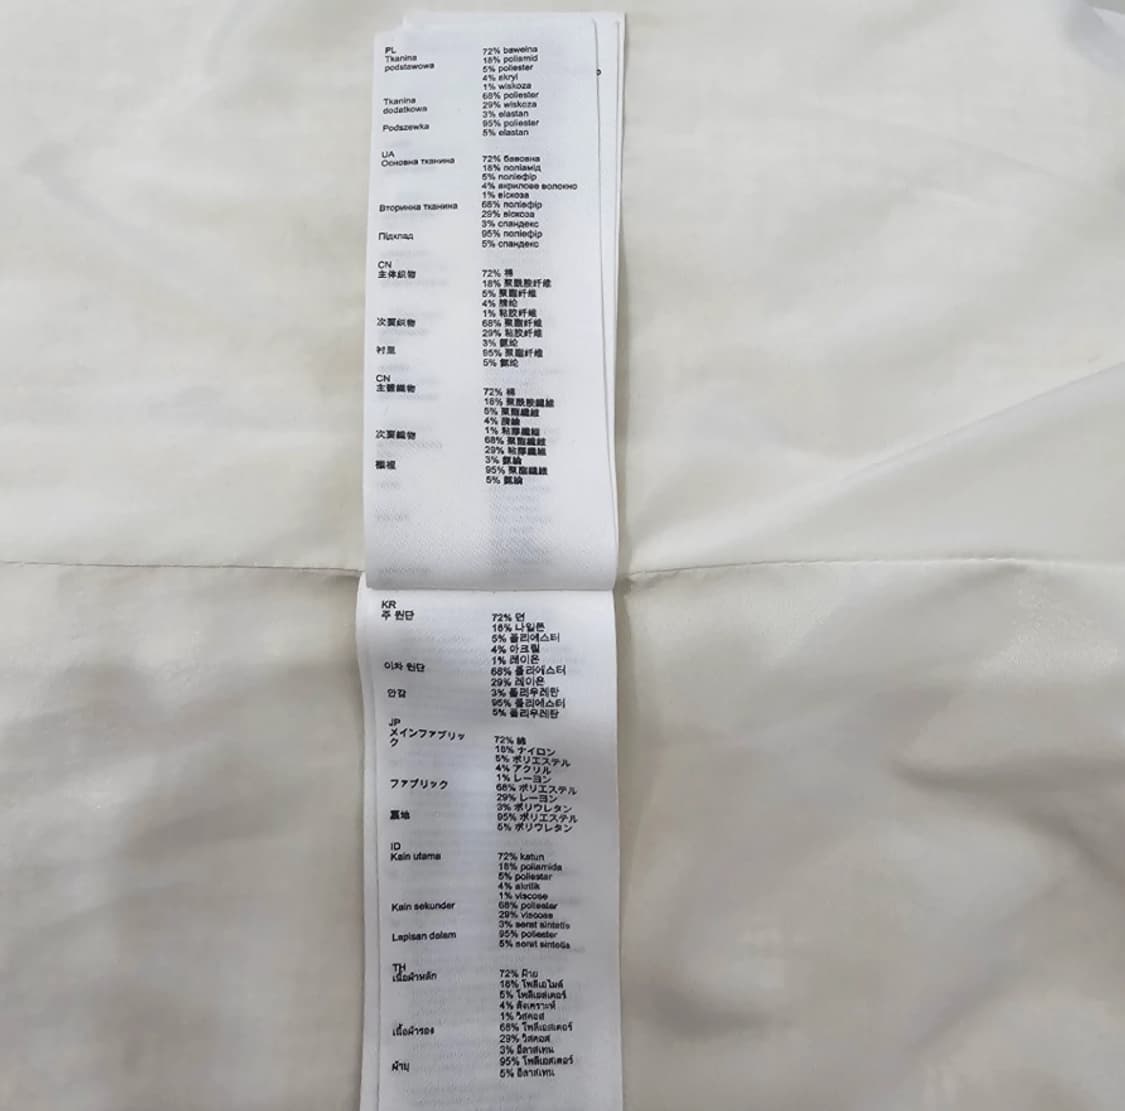 PL
Tkanina podstawowa
72% bawełna
18% poliamid
5% poliester
4% akryl
1% wiskoza
Tkanina dodatkowa
68% poliester
29% wiskoza
3% elastan
Podszewka
95% poliester
5% elastan
UA
Основна тканина
72% бавовна
18% поліамід
5% поліефір
4% акрилове волокно
1% віскоза
Вторинна тканина
68% поліефір
29% віскоза
3% спандекс
Підклад
95% поліефір
5% спандекс
CN
主体织物
72% 棉
18% 聚酰胺纤维
5% 聚酯纤维
4% 腈纶
1% 粘胶纤维
次要织物
68% 聚酯纤维
29% 粘胶纤维
3% 氨纶
衬里
95% 聚酯纤维
5% 氨纶
CN
主體織物
72% 棉
18% 聚酰胺纖維
5% 聚酯纖維
4% 腈綸
1% 粘膠纖維
次要織物
68% 聚酯纖維
29% 粘膠纖維
3% 氨綸
襯裡
95% 聚酯纖維
5% 氨綸
KR
주 원단
72% 면
18% 나일론
5% 폴리에스터
4% 아크릴
1% 레이온
이차 원단
68% 폴리에스터
29% 레이온
3% 폴리우레탄
안감
95% 폴리에스터
5% 폴리우레탄
JP
メインファブリック
72% 綿
18% ナイロン
5% ポリエステル
4% アクリル
1% レーヨン
ファブリック
68% ポリエステル
29% レーヨン
3% ポリウレタン
裏地
95% ポリエステル
5% ポリウレタン
ID
Kain utama
72% katun
18% poliamida
5% poliester
4% akrilik
1% viscose
Kain sekunder
68% poliester
29% viscose
3% serat sintetis
Lapisan dalam
95% poliester
5% serat sintetis
TH
เนื้อผ้าหลัก
72% ฝ้าย
18% โพลีเอไมด์
5% โพลีเอสเตอร์
4% สังเคราะห์
1% วิสคอส
เนื้อผ้ารอง
68% โพลีเอสเตอร์
29% วิสคอส
3% อีลาสเทน
ผ้าบุ
95% โพลีเอสเตอร์
5% อีลาสเทน